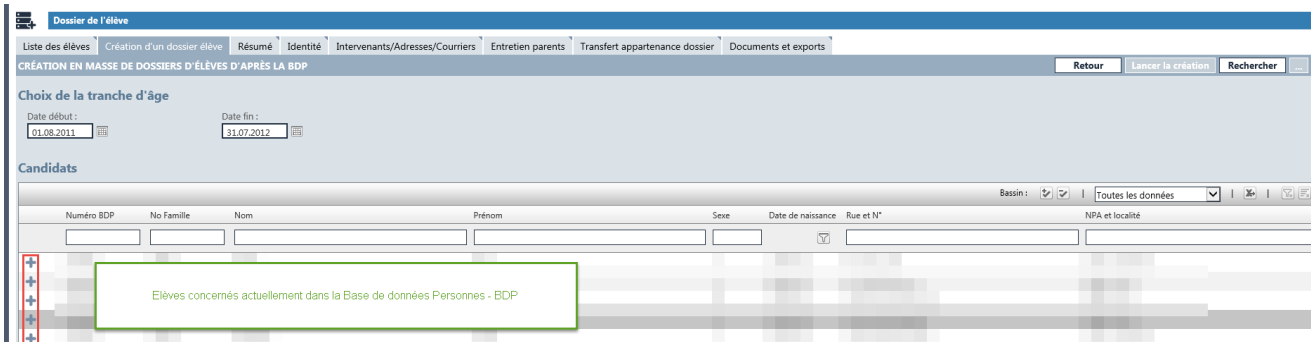 Dossier de l'élève
Liste des élèves Création d'un dossier élève Résumé Identité Intervenants/Adresses/Courriers Entretien parents Transfert appartenance dossier Documents et exports
CRÉATION EN MASSE DE DOSSIERS D'ÉLÈVES D'APRÈS LA BDP Retour Lancer la création Rechercher ...
Choix de la tranche d'âge
Date début : Date fin :
01.08.2011 31.07.2012
Candidats
Bassin : | Toutes les données | |
Numéro BDP No Famille Nom Prénom Sexe Date de naissance Rue et N° NPA et localité
Elèves concernés actuellement dans la Base de données Personnes - BDP